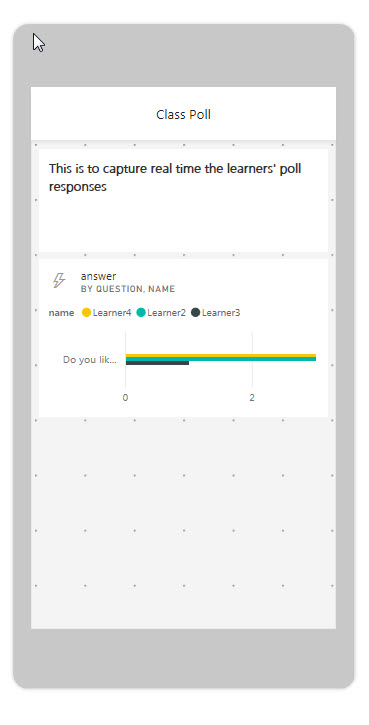 Class Poll
This is to capture real time the learners' poll
responses
answer
BY QUESTION, NAME
name Learner4 Learner2 Learner3
Do you lik...
0 2